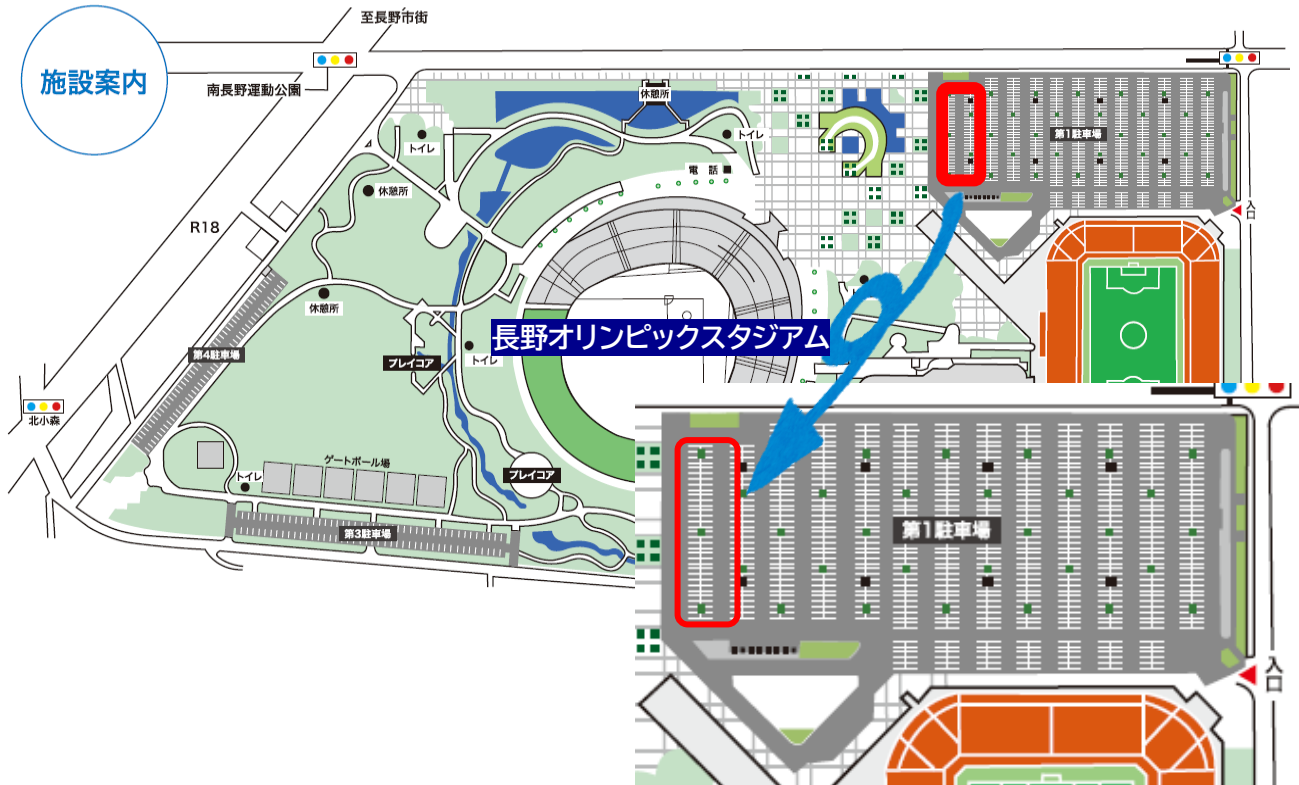 至長野市街
施設案内
南長野運動公園
休憩所
トイレ
トイレ
第1駐車場
電話
休憩所
入口
R18
休憩所
長野オリンピックスタジアム
第4駐車場
プレイコア
トイレ
北小森
ゲートボール場
トイレ
プレイコア
第3駐車場
第1駐車場
入口